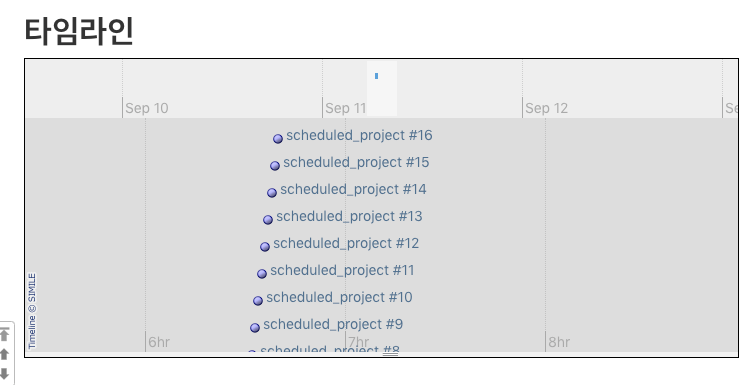 타임라인
Sep 10
Sep 11
Sep 12
Se
scheduled_project #16
scheduled_project #15
scheduled_project #14
scheduled_project #13
scheduled_project #12
scheduled_project #11
scheduled_project #10
scheduled_project #9
scheduled_project #8
6hr
7hr
8hr
Timeline © SIMILE